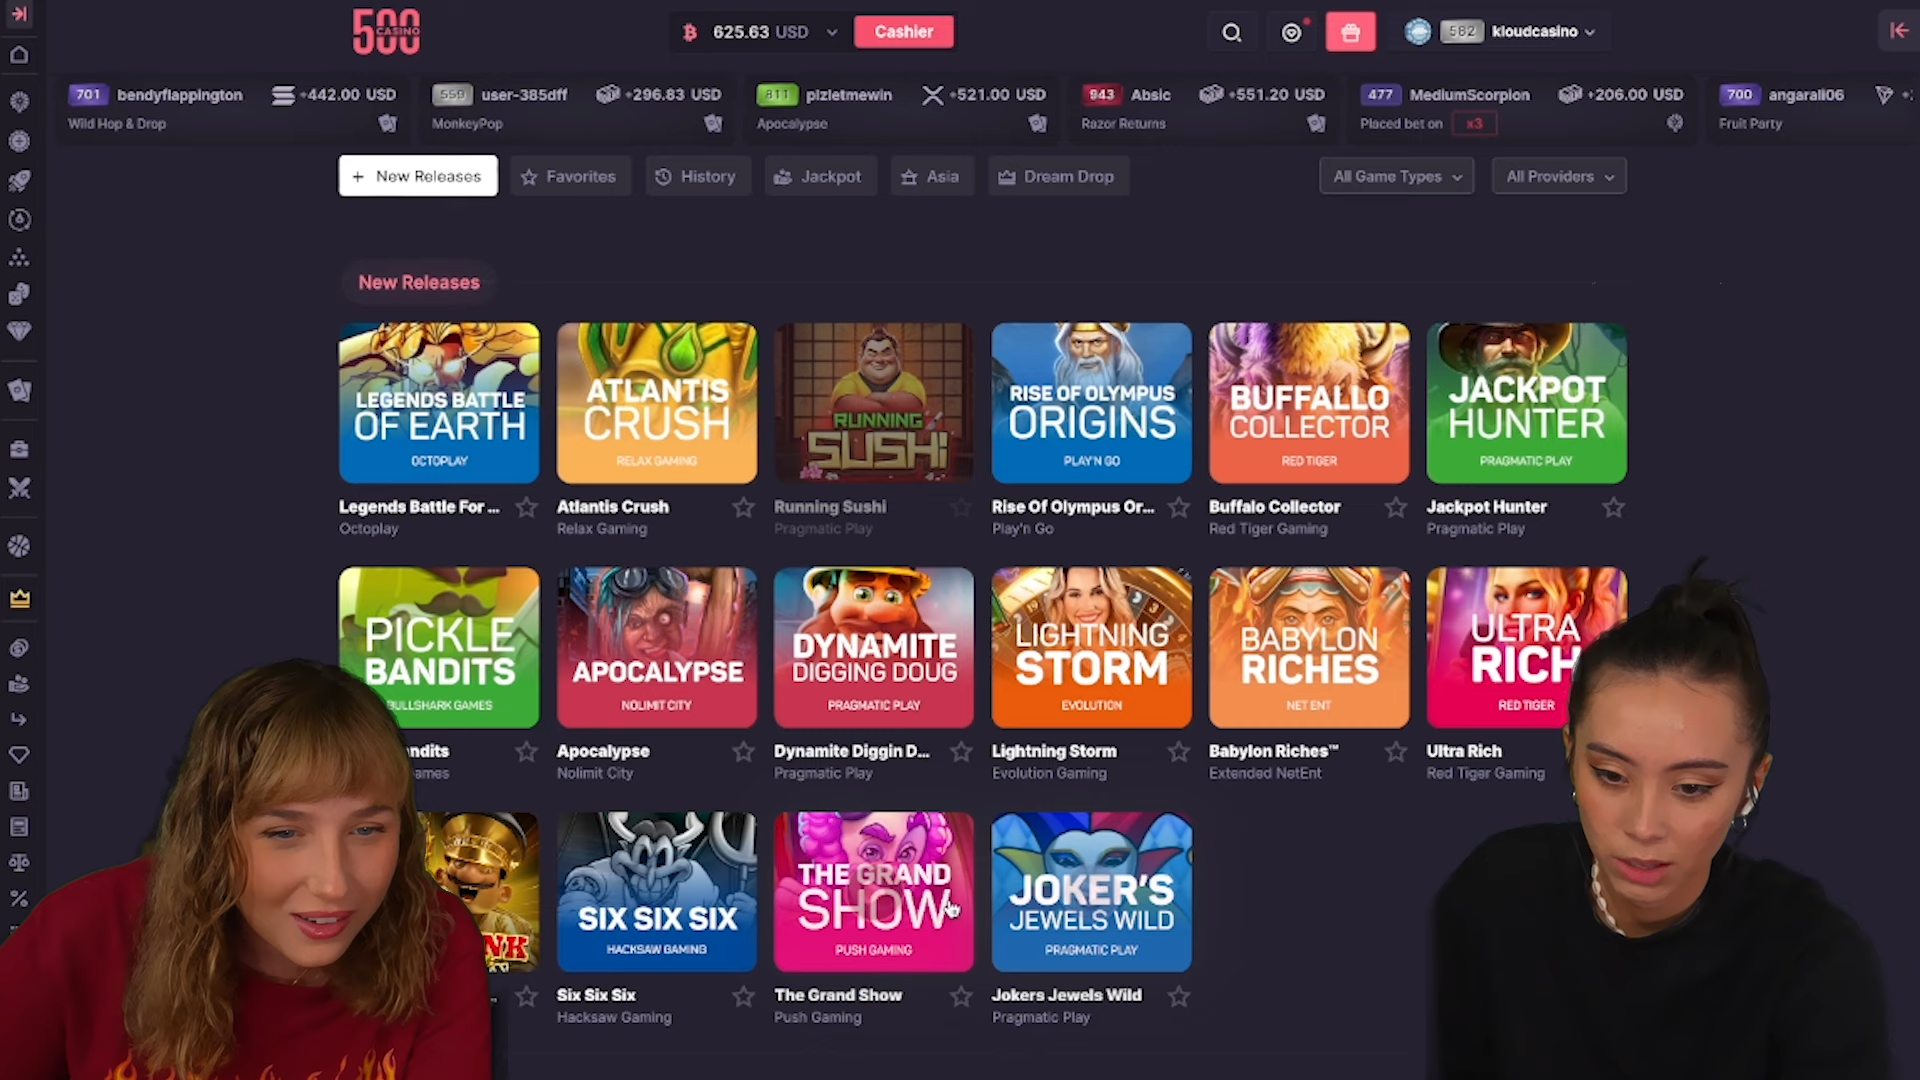 500
CASINO
625.63 USD
Cashier
582 kloudcasino
701 bendyflappington +442.00 USD
Wild Hop & Drop
559 user-385dff +296.83 USD
MonkeyPop
811 plzletmewin +521.00 USD
Apocalypse
943 Absic +551.20 USD
Razor Returns
477 MediumScorpion +206.00 USD
Placed bet on x3
700 angarali06
Fruit Party
+ New Releases
Favorites
History
Jackpot
Asia
Dream Drop
All Game Types
All Providers
New Releases
LEGENDS BATTLE
OF EARTH
OCTOPLAY
ATLANTIS
CRUSH
RELAX GAMING
RUNNING
SUSHI
RISE OF OLYMPUS
ORIGINS
PLAY'N GO
BUFFALLO
COLLECTOR
RED TIGER
JACKPOT
HUNTER
PRAGMATIC PLAY
Legends Battle For ...
Octoplay
Atlantis Crush
Relax Gaming
Running Sushi
Pragmatic Play
Rise Of Olympus Or...
Play'n Go
Buffalo Collector
Red Tiger Gaming
Jackpot Hunter
Pragmatic Play
PICKLE
BANDITS
BULLSHARK GAMES
APOCALYPSE
NOLIMIT CITY
DYNAMITE
DIGGING DOUG
PRAGMATIC PLAY
LIGHTNING
STORM
EVOLUTION
BABYLON
RICHES
NET ENT
ULTRA
RICH
RED TIGER
Apocalypse
Nolimit City
Dynamite Diggin D...
Pragmatic Play
Lightning Storm
Evolution Gaming
Babylon Riches™
Extended NetEnt
Ultra Rich
Red Tiger Gaming
SIX SIX SIX
HACKSAW GAMING
THE GRAND
SHOW
PUSH GAMING
JOKER'S
JEWELS WILD
PRAGMATIC PLAY
Six Six Six
Hacksaw Gaming
The Grand Show
Push Gaming
Jokers Jewels Wild
Pragmatic Play